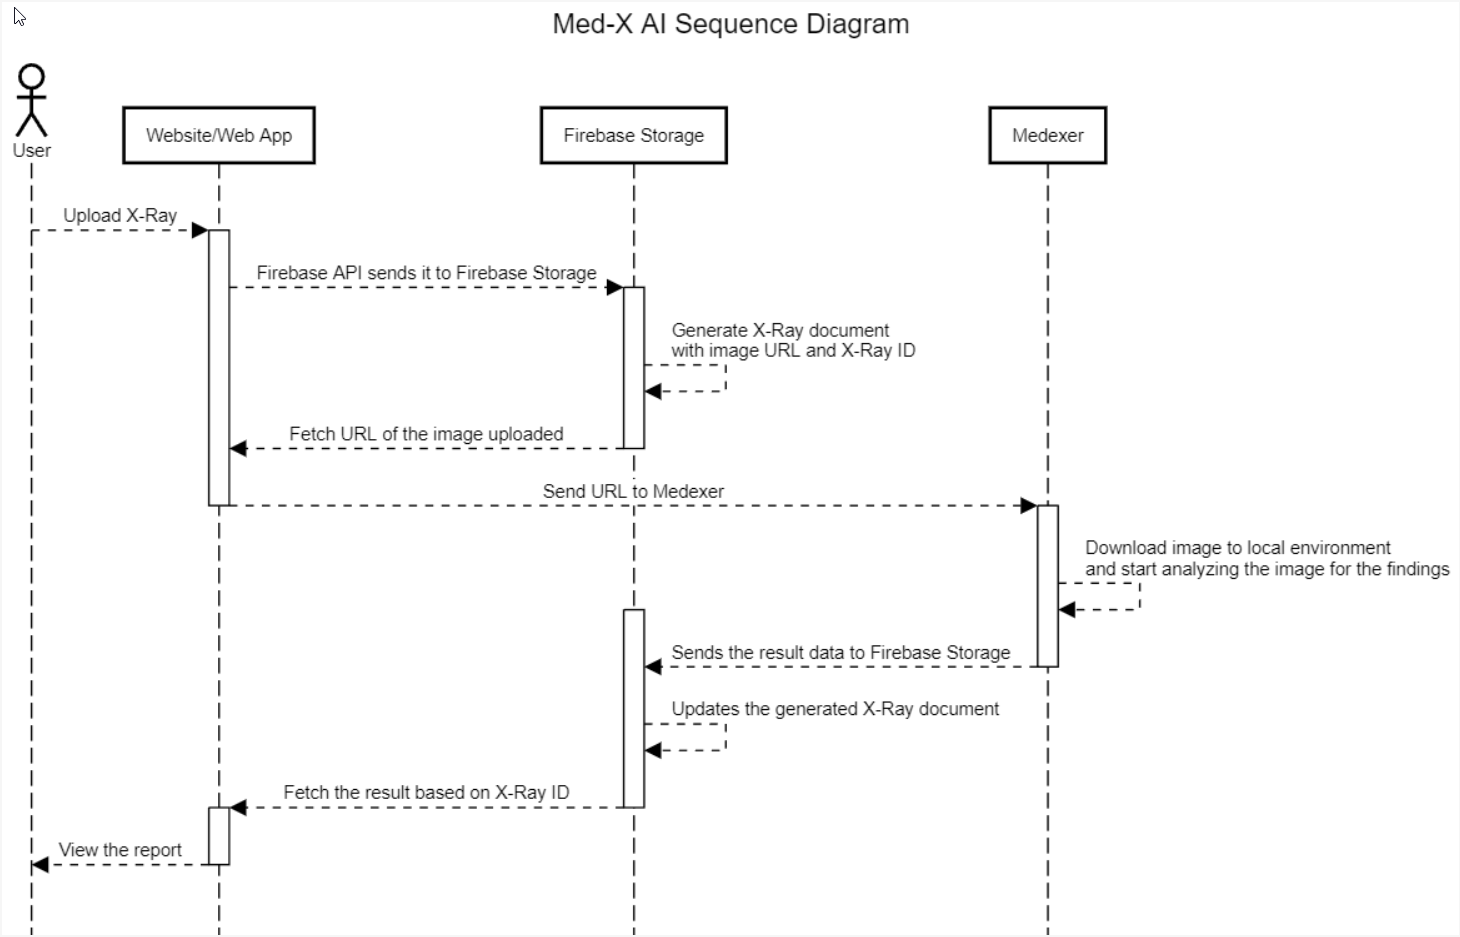 Med-X AI Sequence Diagram
User
Website/Web App
Firebase Storage
Medexer
Upload X-Ray
Firebase API sends it to Firebase Storage
Generate X-Ray document
with image URL and X-Ray ID
Fetch URL of the image uploaded
Send URL to Medexer
Download image to local environment
and start analyzing the image for the findings
Sends the result data to Firebase Storage
Updates the generated X-Ray document
Fetch the result based on X-Ray ID
View the report